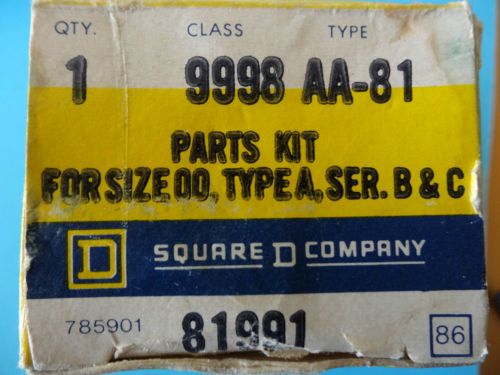 QTY. CLASS TYPE
1 9998 AA-81
PARTS KIT
FOR SIZE 00, TYPE A, SER. B & C
D SQUARE D COMPANY
785901 81991 86